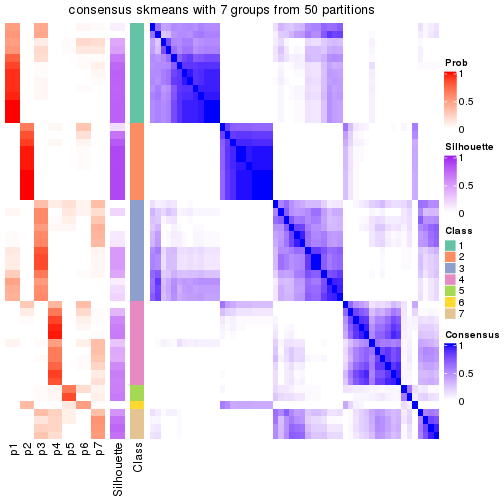 consensus skmeans with 7 groups from 50 partitions
Prob
1
0.5
0
Silhouette
1
0.5
0
Class
1
2
3
4
5
6
7
Consensus
1
0.5
0
p1
p2
p3
p4
p5
p6
p7
Silhouette
Class